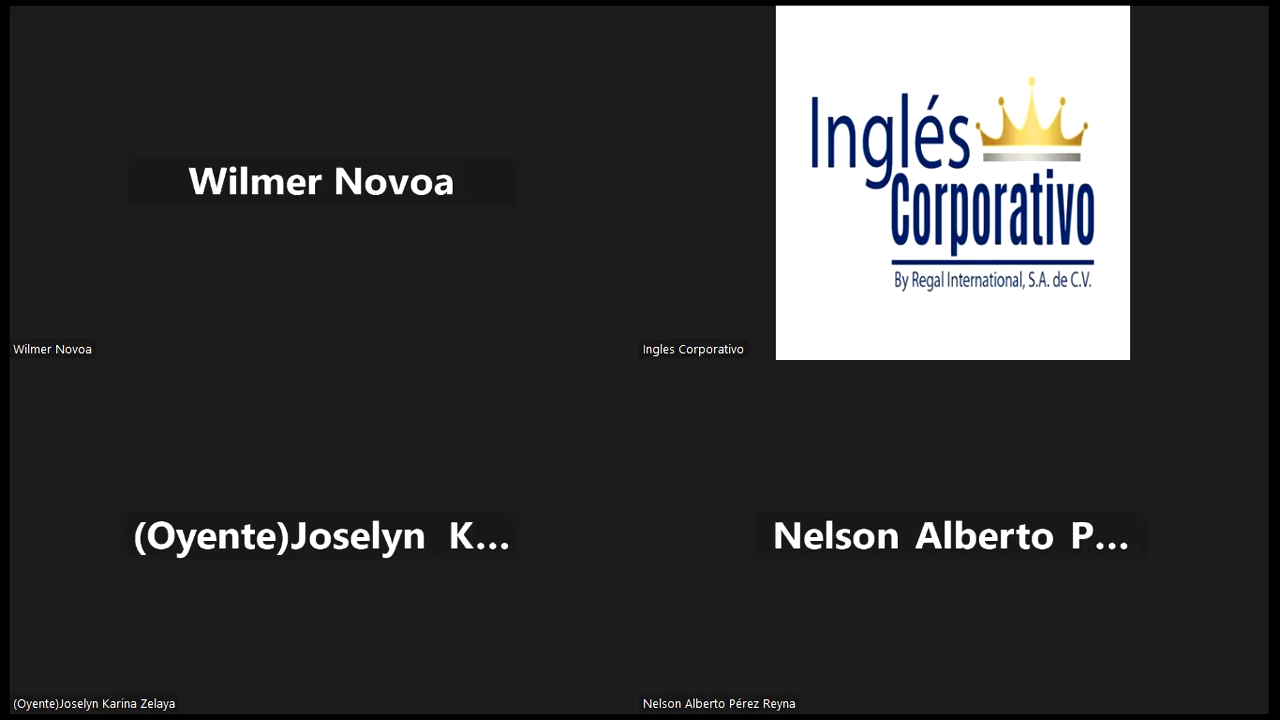 Wilmer Novoa
Wilmer Novoa
Inglés
Corporativo
By Regal International, S.A. de C.V.
Ingles Corporativo
(Oyente)Joselyn K...
(Oyente)Joselyn Karina Zelaya
Nelson Alberto P...
Nelson Alberto Pérez Reyna